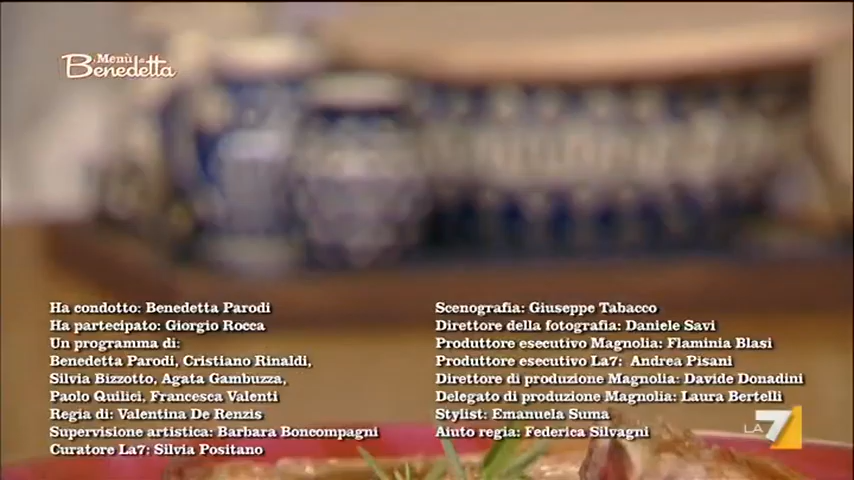 i Menù di
Benedetta
Ha condotto: Benedetta Parodi
Ha partecipato: Giorgio Rocca
Un programma di:
Benedetta Parodi, Cristiano Rinaldi,
Silvia Bizzotto, Agata Gambuzza,
Paolo Quilici, Francesca Valenti
Regia di: Valentina De Renzis
Supervisione artistica: Barbara Boncompagni
Curatore La7: Silvia Positano
Scenografia: Giuseppe Tabacco
Direttore della fotografia: Daniele Savi
Produttore esecutivo Magnolia: Flaminia Blasi
Produttore esecutivo La7: Andrea Pisani
Direttore di produzione Magnolia: Davide Donadini
Delegato di produzione Magnolia: Laura Bertelli
Stylist: Emanuela Suma
Aiuto regia: Federica Silvagni
LA7